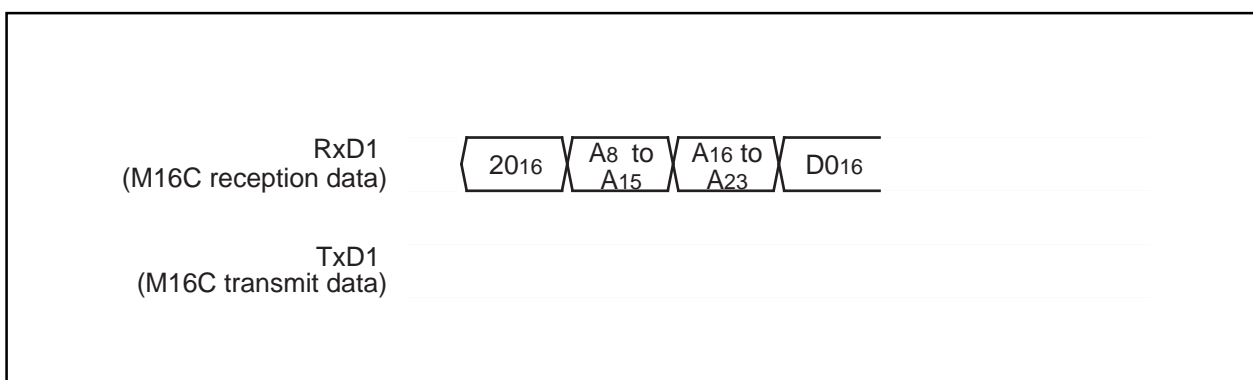 RxD1
(M16C reception data)
2016
A8 to
A15
A16 to
A23
D016
TxD1
(M16C transmit data)